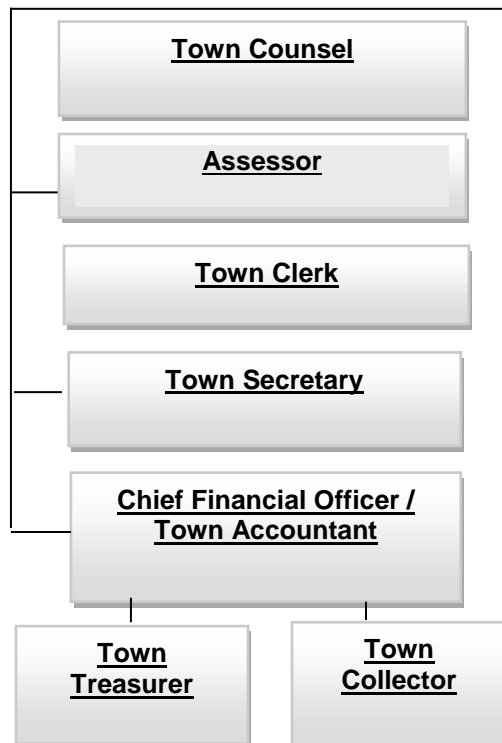 Town Counsel
Assessor
Town Clerk
Town Secretary
Chief Financial Officer /
Town Accountant
Town
Treasurer
Town
Collector